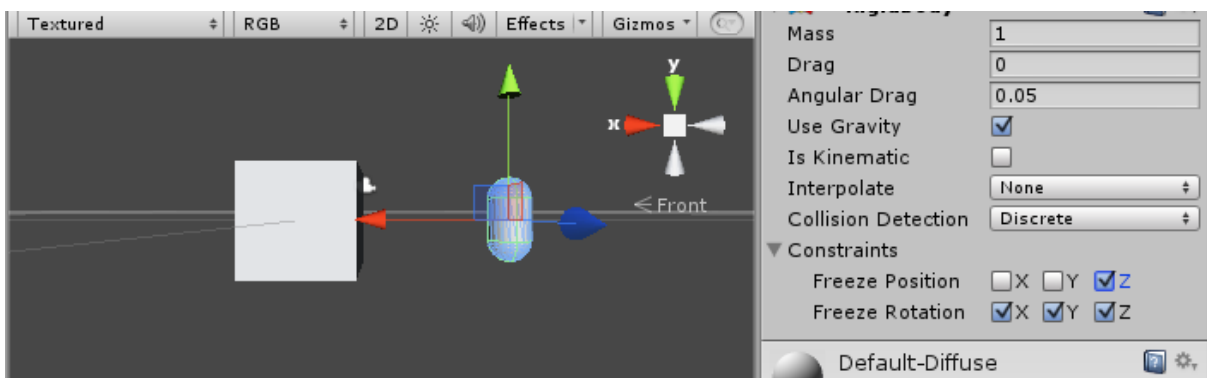 Textured RGB 2D Effects Gizmos
y
x
< Front
Rigidbody
Mass 1
Drag 0
Angular Drag 0.05
Use Gravity
Is Kinematic
Interpolate None
Collision Detection Discrete
Constraints
Freeze Position X Y Z
Freeze Rotation X Y Z
Default-Diffuse